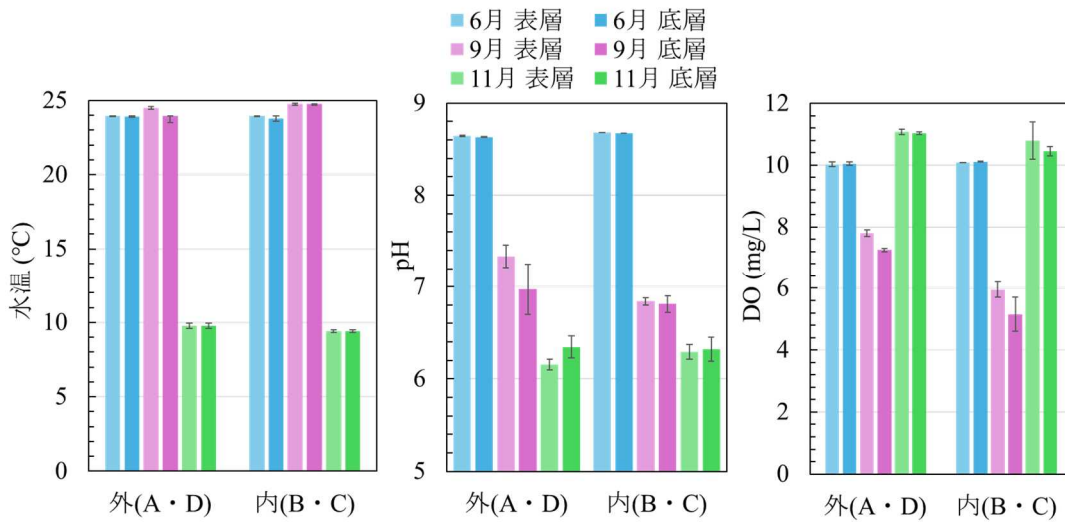 6月 表層 6月 底層
9月 表層 9月 底層
11月 表層 11月 底層
水温 (℃)
25
20
15
10
5
0
外(A・D) 内(B・C)
pH
9
8
7
6
5
外(A・D) 内(B・C)
DO (mg/L)
12
10
8
6
4
2
0
外(A・D) 内(B・C)